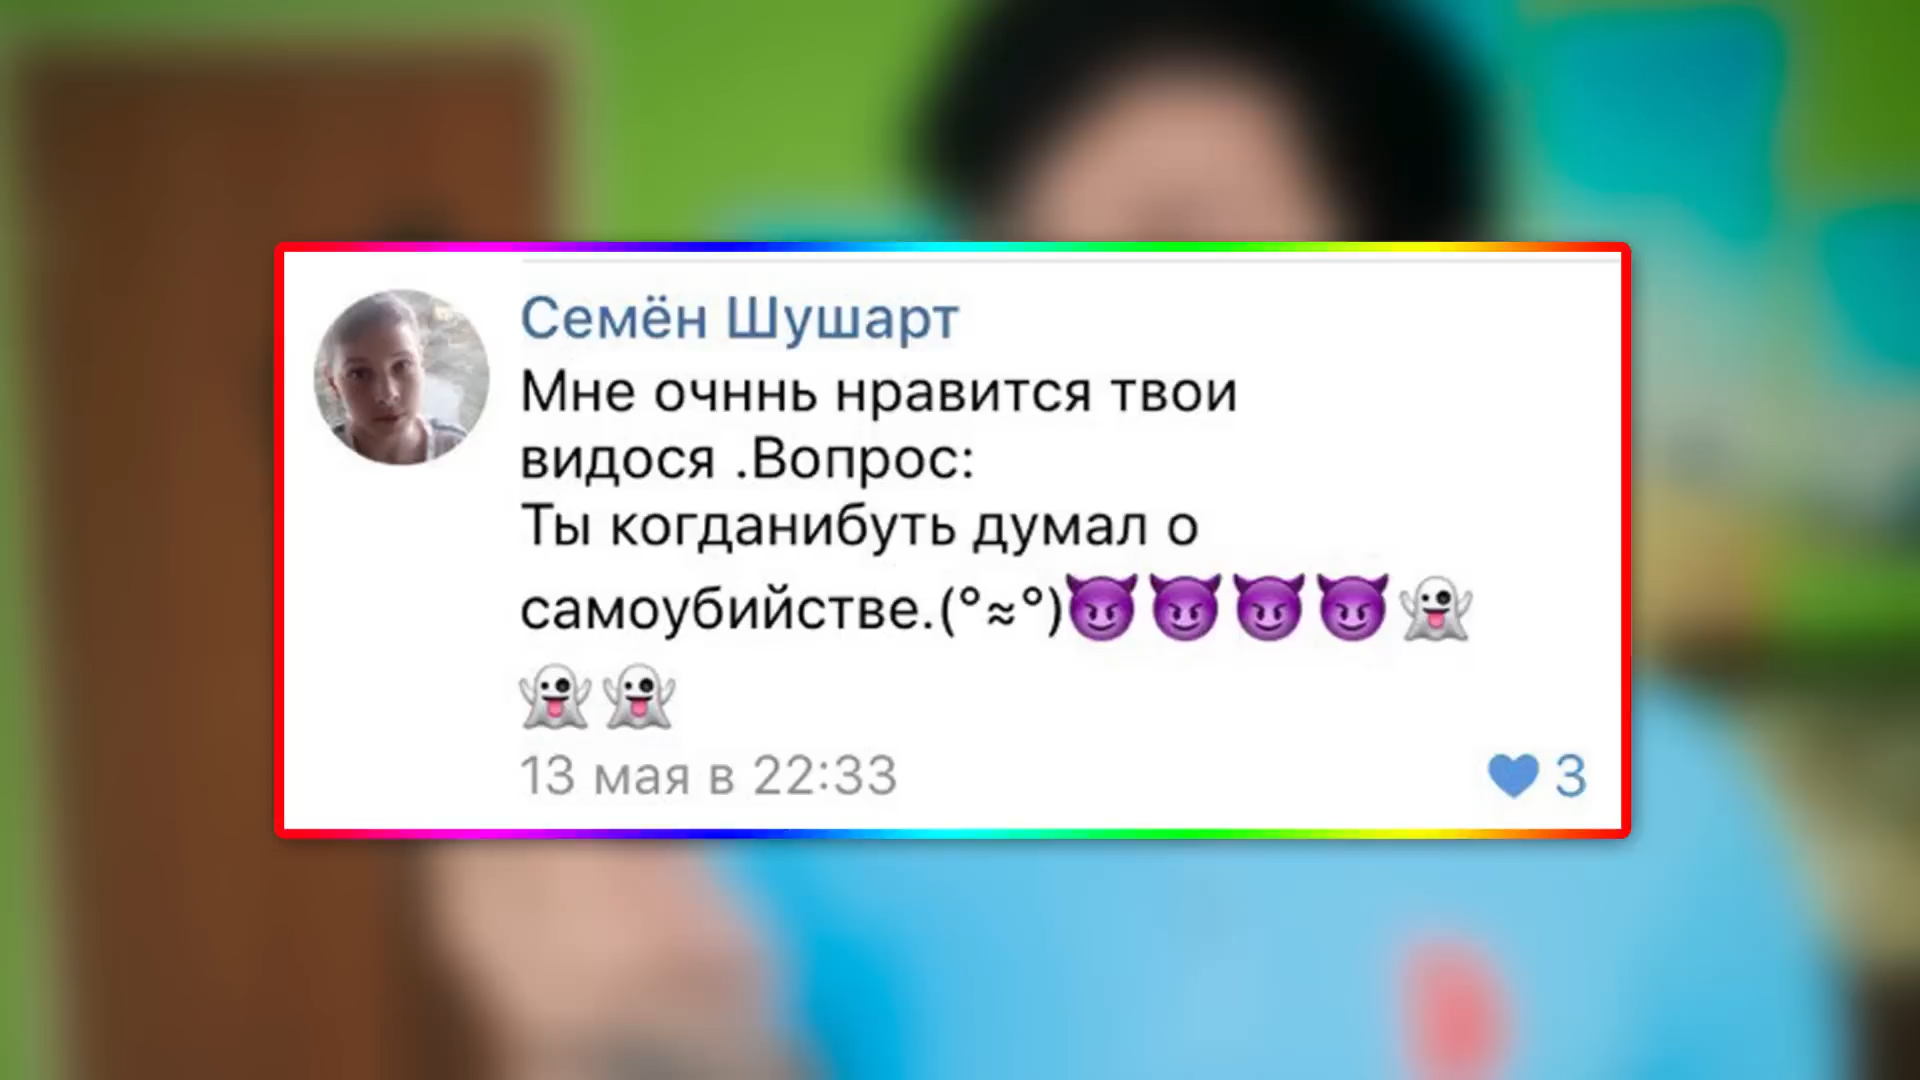 Семён Шушарт
Мне очннь нравится твои
видося .Вопрос:
Ты когданибуть думал о
самоубийстве.(°≈°)😈😈😈😈👻
👻👻
13 мая в 22:33
3